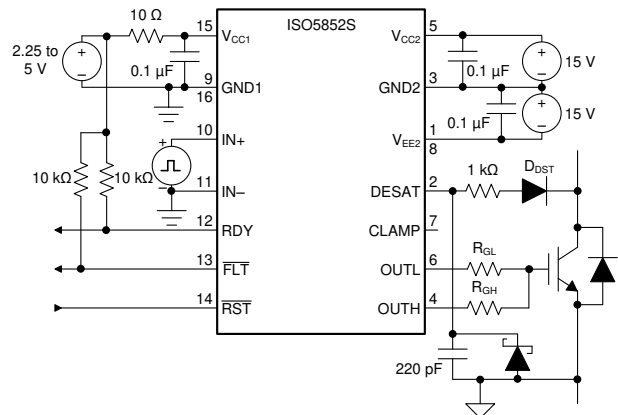 ISO5852S
10 Ω
15
VCC1
2.25 to
5 V
+
−
0.1 µF
9
GND1
16
10
IN+
+
−
11
IN–
10 kΩ
10 kΩ
12
RDY
13
FLT
14
RST
5
VCC2
+
−
15 V
0.1 µF
3
GND2
+
−
15 V
0.1 µF
1
VEE2
8
1 kΩ
DDST
2
DESAT
7
CLAMP
6
OUTL
RGL
4
OUTH
RGH
220 pF